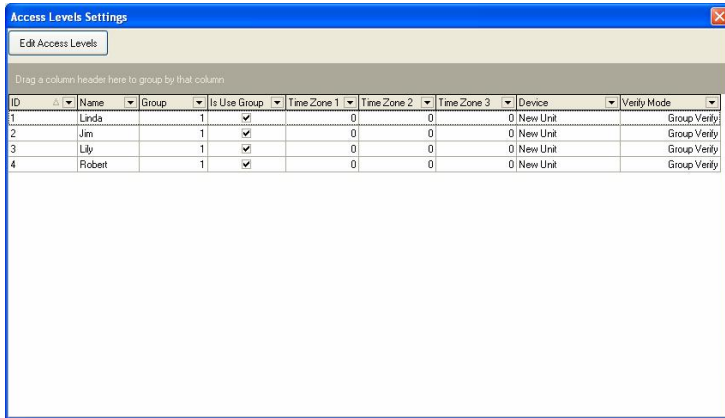 Access Levels Settings
Edit Access Levels
Drag a column header here to group by that column
ID Name Group Is Use Group Time Zone 1 Time Zone 2 Time Zone 3 Device Verify Mode
1 Linda 1 0 0 0 New Unit Group Verify
2 Jim 1 0 0 0 New Unit Group Verify
3 Lily 1 0 0 0 New Unit Group Verify
4 Robert 1 0 0 0 New Unit Group Verify